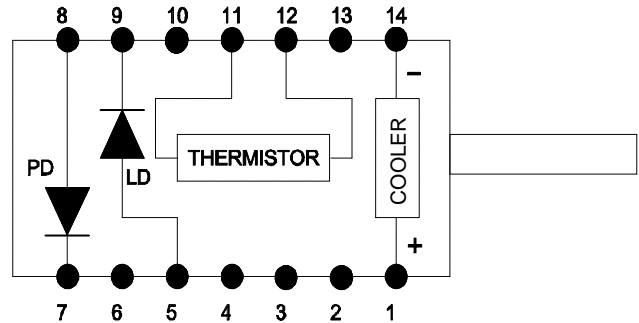 8 9 10 11 12 13 14
−
THERMISTOR
COOLER
PD
LD
+
7 6 5 4 3 2 1